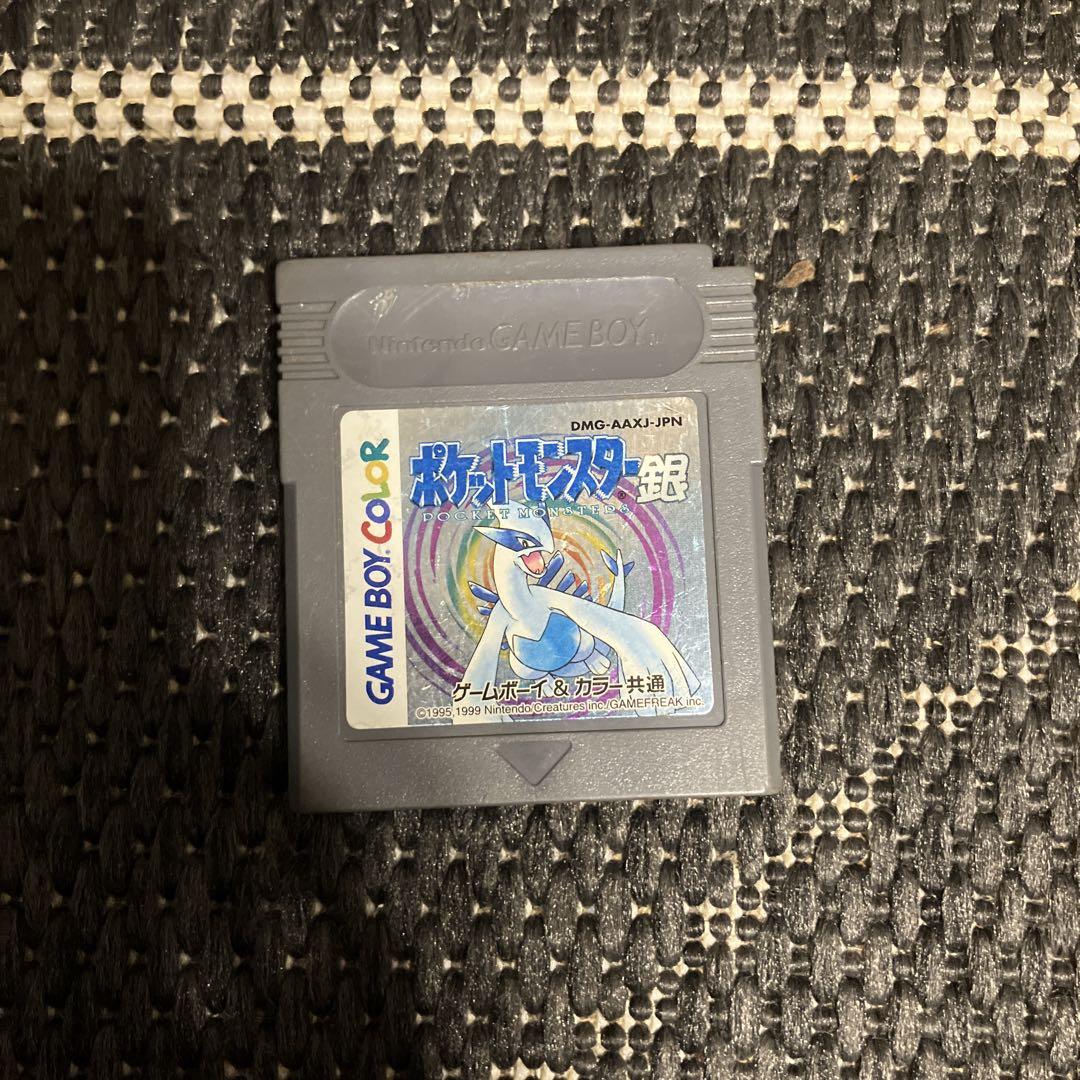 Nintendo GAME BOY TM
DMG-AAXJ-JPN
ポケットモンスター®銀
POCKET MONSTERS
GAME BOY COLOR
ゲームボーイ & カラー共通
©1995,1999 Nintendo/Creatures inc./GAMEFREAK inc.